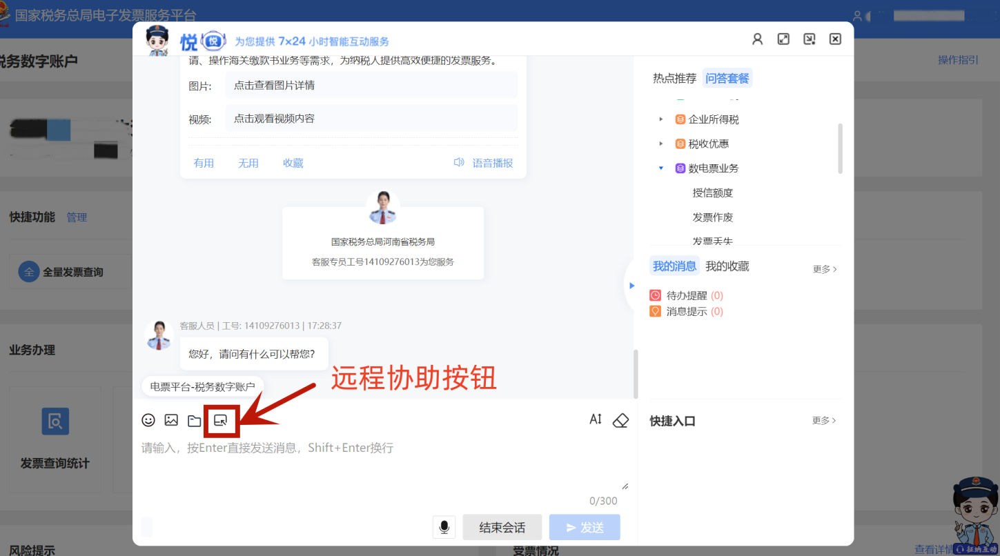 国家税务总局电子发票服务平台
税务数字账户
操作指引
悦
悦
为您提供 7×24 小时智能互动服务
请、操作海关缴款书业务等需求，为纳税人提供高效便捷的发票服务。
图片:
点击查看图片详情
视频:
点击观看视频内容
有用
无用
收藏
语音播报
国家税务总局河南省税务局
客服专员工号14109276013为您服务
客服人员 | 工号: 14109276013 | 17:28:37
您好，请问有什么可以帮您?
电票平台-税务数字账户
远程协助按钮
请输入，按Enter直接发送消息，Shift+Enter换行
0/300
结束会话
发送
热点推荐
问答套餐
企业所得税
税收优惠
数电票业务
授信额度
发票作废
发票丢失
我的消息
我的收藏
更多
待办提醒 (0)
消息提示 (0)
快捷入口
更多
快捷功能
管理
全
全量发票查询
业务办理
发票查询统计
风险提示
受票情况
查看详情
征纳互动